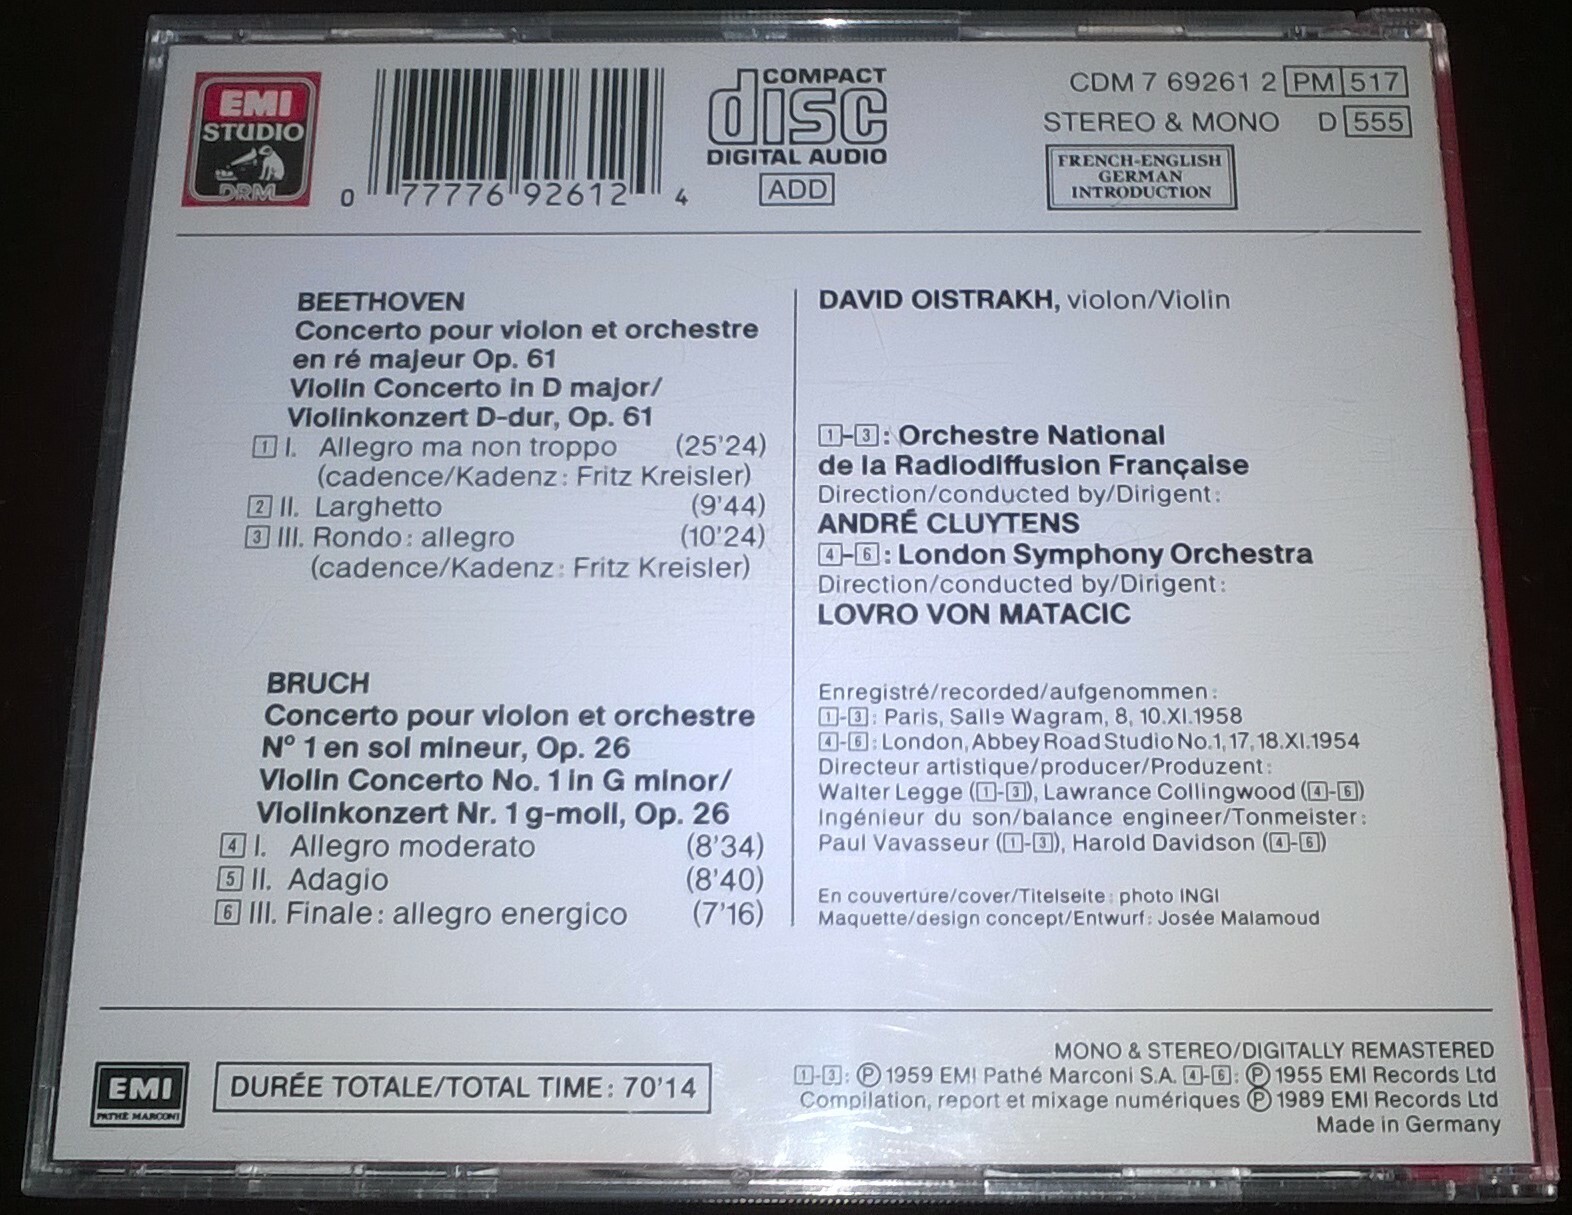 EMI
STUDIO
DRM
0 77776 92612 4
COMPACT
disc
DIGITAL AUDIO
ADD
CDM 7 69261 2 PM 517
STEREO & MONO D 555
FRENCH-ENGLISH
GERMAN
INTRODUCTION
BEETHOVEN
Concerto pour violon et orchestre
en ré majeur Op. 61
Violin Concerto in D major/
Violinkonzert D-dur, Op. 61
1 I. Allegro ma non troppo (25'24)
(cadence/Kadenz: Fritz Kreisler)
2 II. Larghetto (9'44)
3 III. Rondo: allegro (10'24)
(cadence/Kadenz: Fritz Kreisler)
BRUCH
Concerto pour violon et orchestre
N° 1 en sol mineur, Op. 26
Violin Concerto No. 1 in G minor/
Violinkonzert Nr. 1 g-moll, Op. 26
4 I. Allegro moderato (8'34)
5 II. Adagio (8'40)
6 III. Finale: allegro energico (7'16)
DAVID OISTRAKH, violon/Violin
1-3: Orchestre National
de la Radiodiffusion Française
Direction/conducted by/Dirigent:
ANDRÉ CLUYTENS
4-6: London Symphony Orchestra
Direction/conducted by/Dirigent:
LOVRO VON MATACIC
Enregistré/recorded/aufgenommen:
1-3: Paris, Salle Wagram, 8, 10.XI.1958
4-6: London, Abbey Road Studio No.1, 17, 18.XI.1954
Directeur artistique/producer/Produzent:
Walter Legge (1-3), Lawrance Collingwood (4-6)
Ingénieur du son/balance engineer/Tonmeister:
Paul Vavasseur (1-3), Harold Davidson (4-6)
En couverture/cover/Titelseite: photo INGI
Maquette/design concept/Entwurf: Josée Malamoud
EMI
PATHÉ MARCONI
DURÉE TOTALE/TOTAL TIME: 70'14
MONO & STEREO/DIGITALLY REMASTERED
1-3: ℗ 1959 EMI Pathé Marconi S.A. 4-6: ℗ 1955 EMI Records Ltd
Compilation, report et mixage numériques ℗ 1989 EMI Records Ltd
Made in Germany